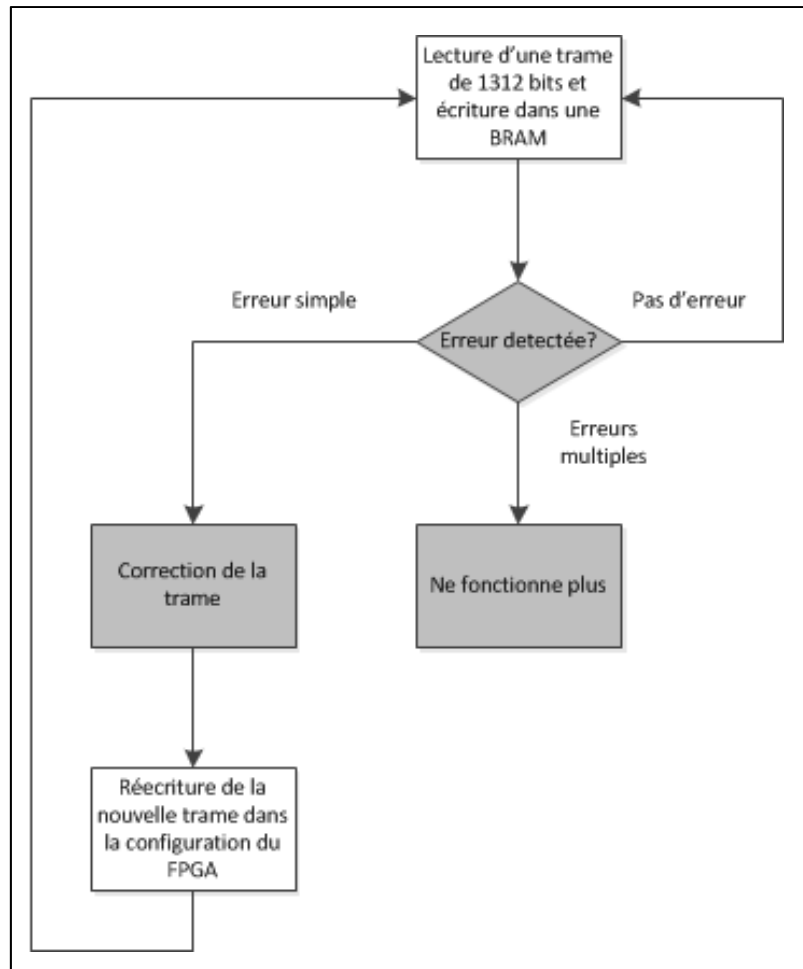 Lecture d'une trame
de 1312 bits et
écriture dans une
BRAM
Erreur simple
Pas d'erreur
Erreur detectée?
Erreurs
multiples
Correction de la
trame
Ne fonctionne plus
Réecriture de la
nouvelle trame dans
la configuration du
FPGA